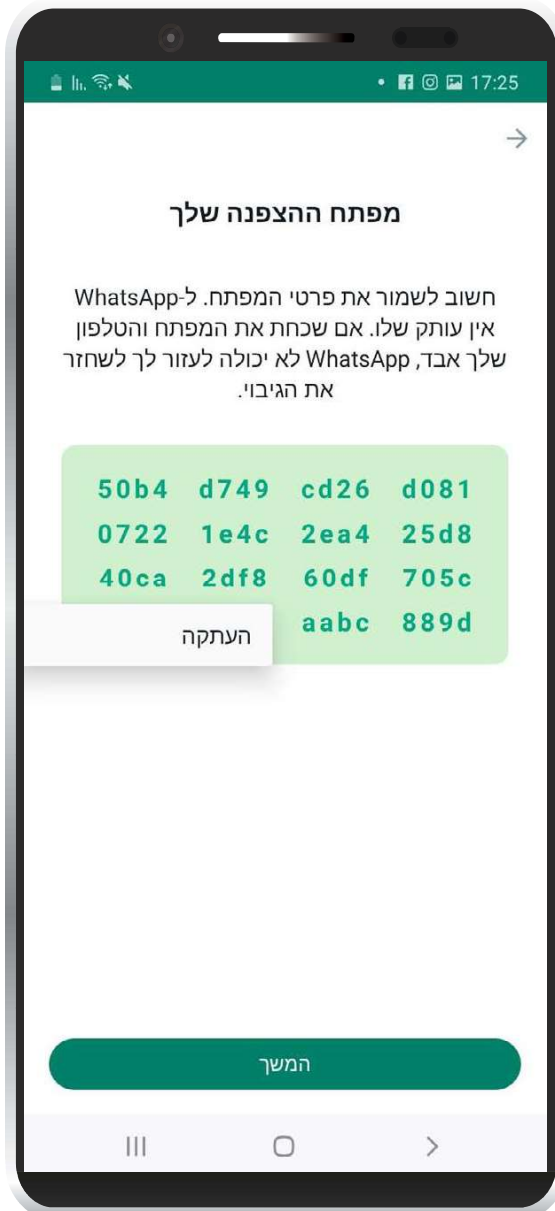 17:25
מפתח ההצפנה שלך
חשוב לשמור את פרטי המפתח. ל-WhatsApp
אין עותק שלו. אם שכחת את המפתח והטלפון
שלך אבד, WhatsApp לא יכולה לעזור לך לשחזר
את הגיבוי.
50b4 d749 cd26 d081
0722 1e4c 2ea4 25d8
40ca 2df8 60df 705c
aabc 889d
העתקה
המשך